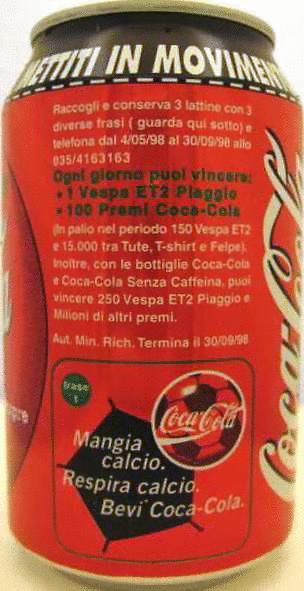 METTITI IN MOVIMEN
Raccogli e conserva 3 lattine con 3
diverse frasi ( guarda qui sotto) e
telefona dal 4/05/98 al 30/09/98 allo
035/4163163
Ogni giorno puoi vincere:
• 1 Vespa ET2 Piaggio
• 100 Premi Coca-Cola
(In palio nel periodo 150 Vespa ET2
e 15.000 tra Tute, T-shirt e Felpe).
Inoltre, con le bottiglie Coca-Cola
e Coca-Cola Senza Caffeina, puoi
vincere 250 Vespa ET2 Piaggio e
Milioni di altri premi.
Aut. Min. Rich. Termina il 30/09/98
frase
1
Coca-Cola
Mangia
calcio.
Respira calcio.
Bevi Coca-Cola.
Coca-Cola